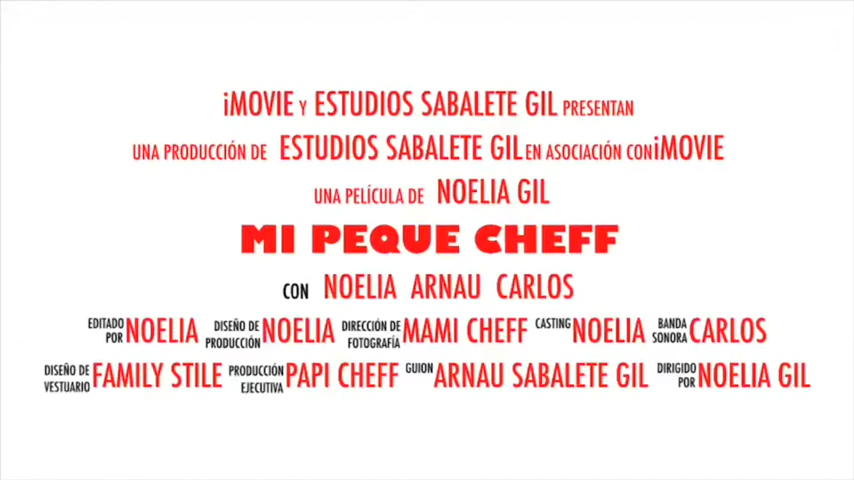 iMOVIE Y ESTUDIOS SABALETE GIL PRESENTAN
UNA PRODUCCIÓN DE ESTUDIOS SABALETE GIL EN ASOCIACIÓN CON iMOVIE
UNA PELÍCULA DE NOELIA GIL
MI PEQUE CHEFF
CON NOELIA ARNAU CARLOS
EDITADO POR NOELIA DISEÑO DE PRODUCCIÓN NOELIA DIRECCIÓN DE FOTOGRAFÍA MAMI CHEFF CASTING NOELIA BANDA SONORA CARLOS
DISEÑO DE VESTUARIO FAMILY STILE PRODUCCIÓN EJECUTIVA PAPI CHEFF GUION ARNAU SABALETE GIL DIRIGIDO POR NOELIA GIL